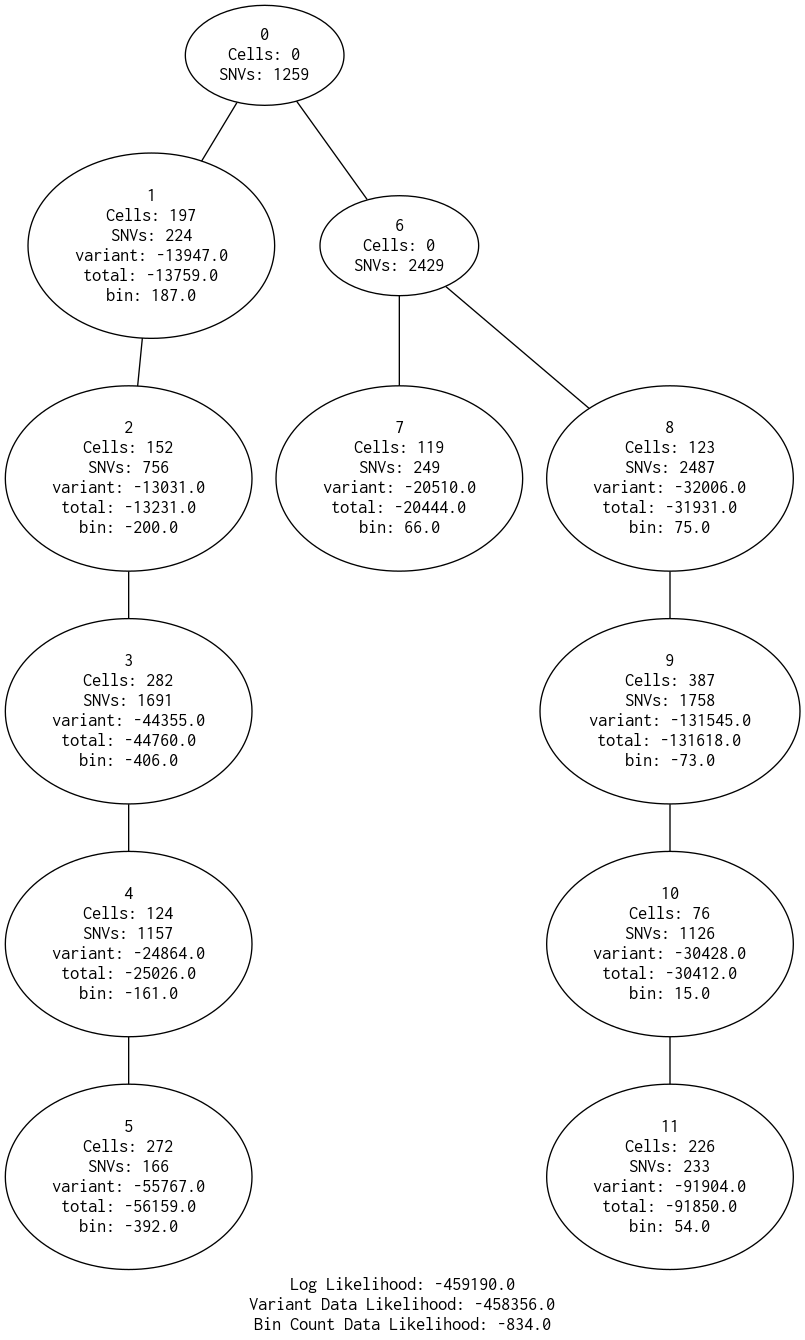 0
Cells: 0
SNVs: 1259
1
Cells: 197
SNVs: 224
variant: -13947.0
total: -13759.0
bin: 187.0
6
Cells: 0
SNVs: 2429
2
Cells: 152
SNVs: 756
variant: -13031.0
total: -13231.0
bin: -200.0
7
Cells: 119
SNVs: 249
variant: -20510.0
total: -20444.0
bin: 66.0
8
Cells: 123
SNVs: 2487
variant: -32006.0
total: -31931.0
bin: 75.0
3
Cells: 282
SNVs: 1691
variant: -44355.0
total: -44760.0
bin: -406.0
9
Cells: 387
SNVs: 1758
variant: -131545.0
total: -131618.0
bin: -73.0
4
Cells: 124
SNVs: 1157
variant: -24864.0
total: -25026.0
bin: -161.0
10
Cells: 76
SNVs: 1126
variant: -30428.0
total: -30412.0
bin: 15.0
5
Cells: 272
SNVs: 166
variant: -55767.0
total: -56159.0
bin: -392.0
11
Cells: 226
SNVs: 233
variant: -91904.0
total: -91850.0
bin: 54.0
Log Likelihood: -459190.0
Variant Data Likelihood: -458356.0
Bin Count Data Likelihood: -834.0